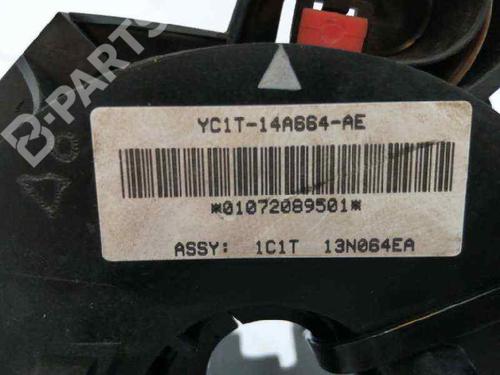 B-PARTS
YC1T-14A664-AE
*01072089501*
ASSY: 1C1T 13N064EA